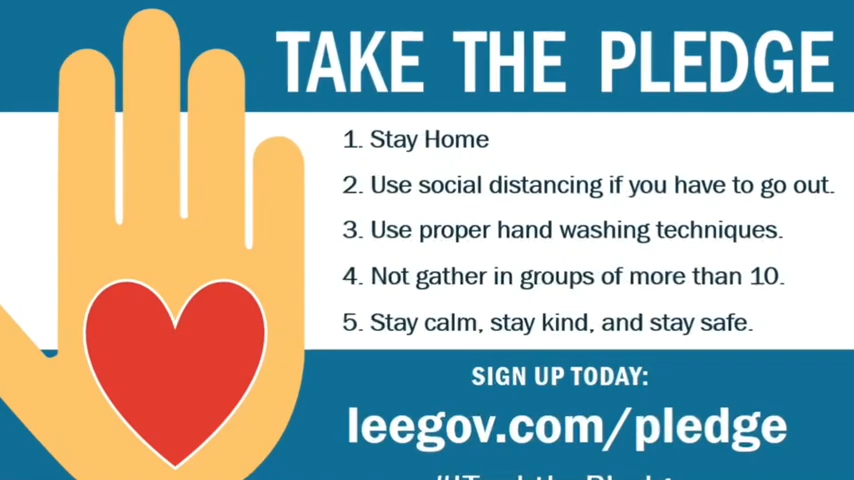 TAKE THE PLEDGE
1. Stay Home
2. Use social distancing if you have to go out.
3. Use proper hand washing techniques.
4. Not gather in groups of more than 10.
5. Stay calm, stay kind, and stay safe.
SIGN UP TODAY:
leegov.com/pledge